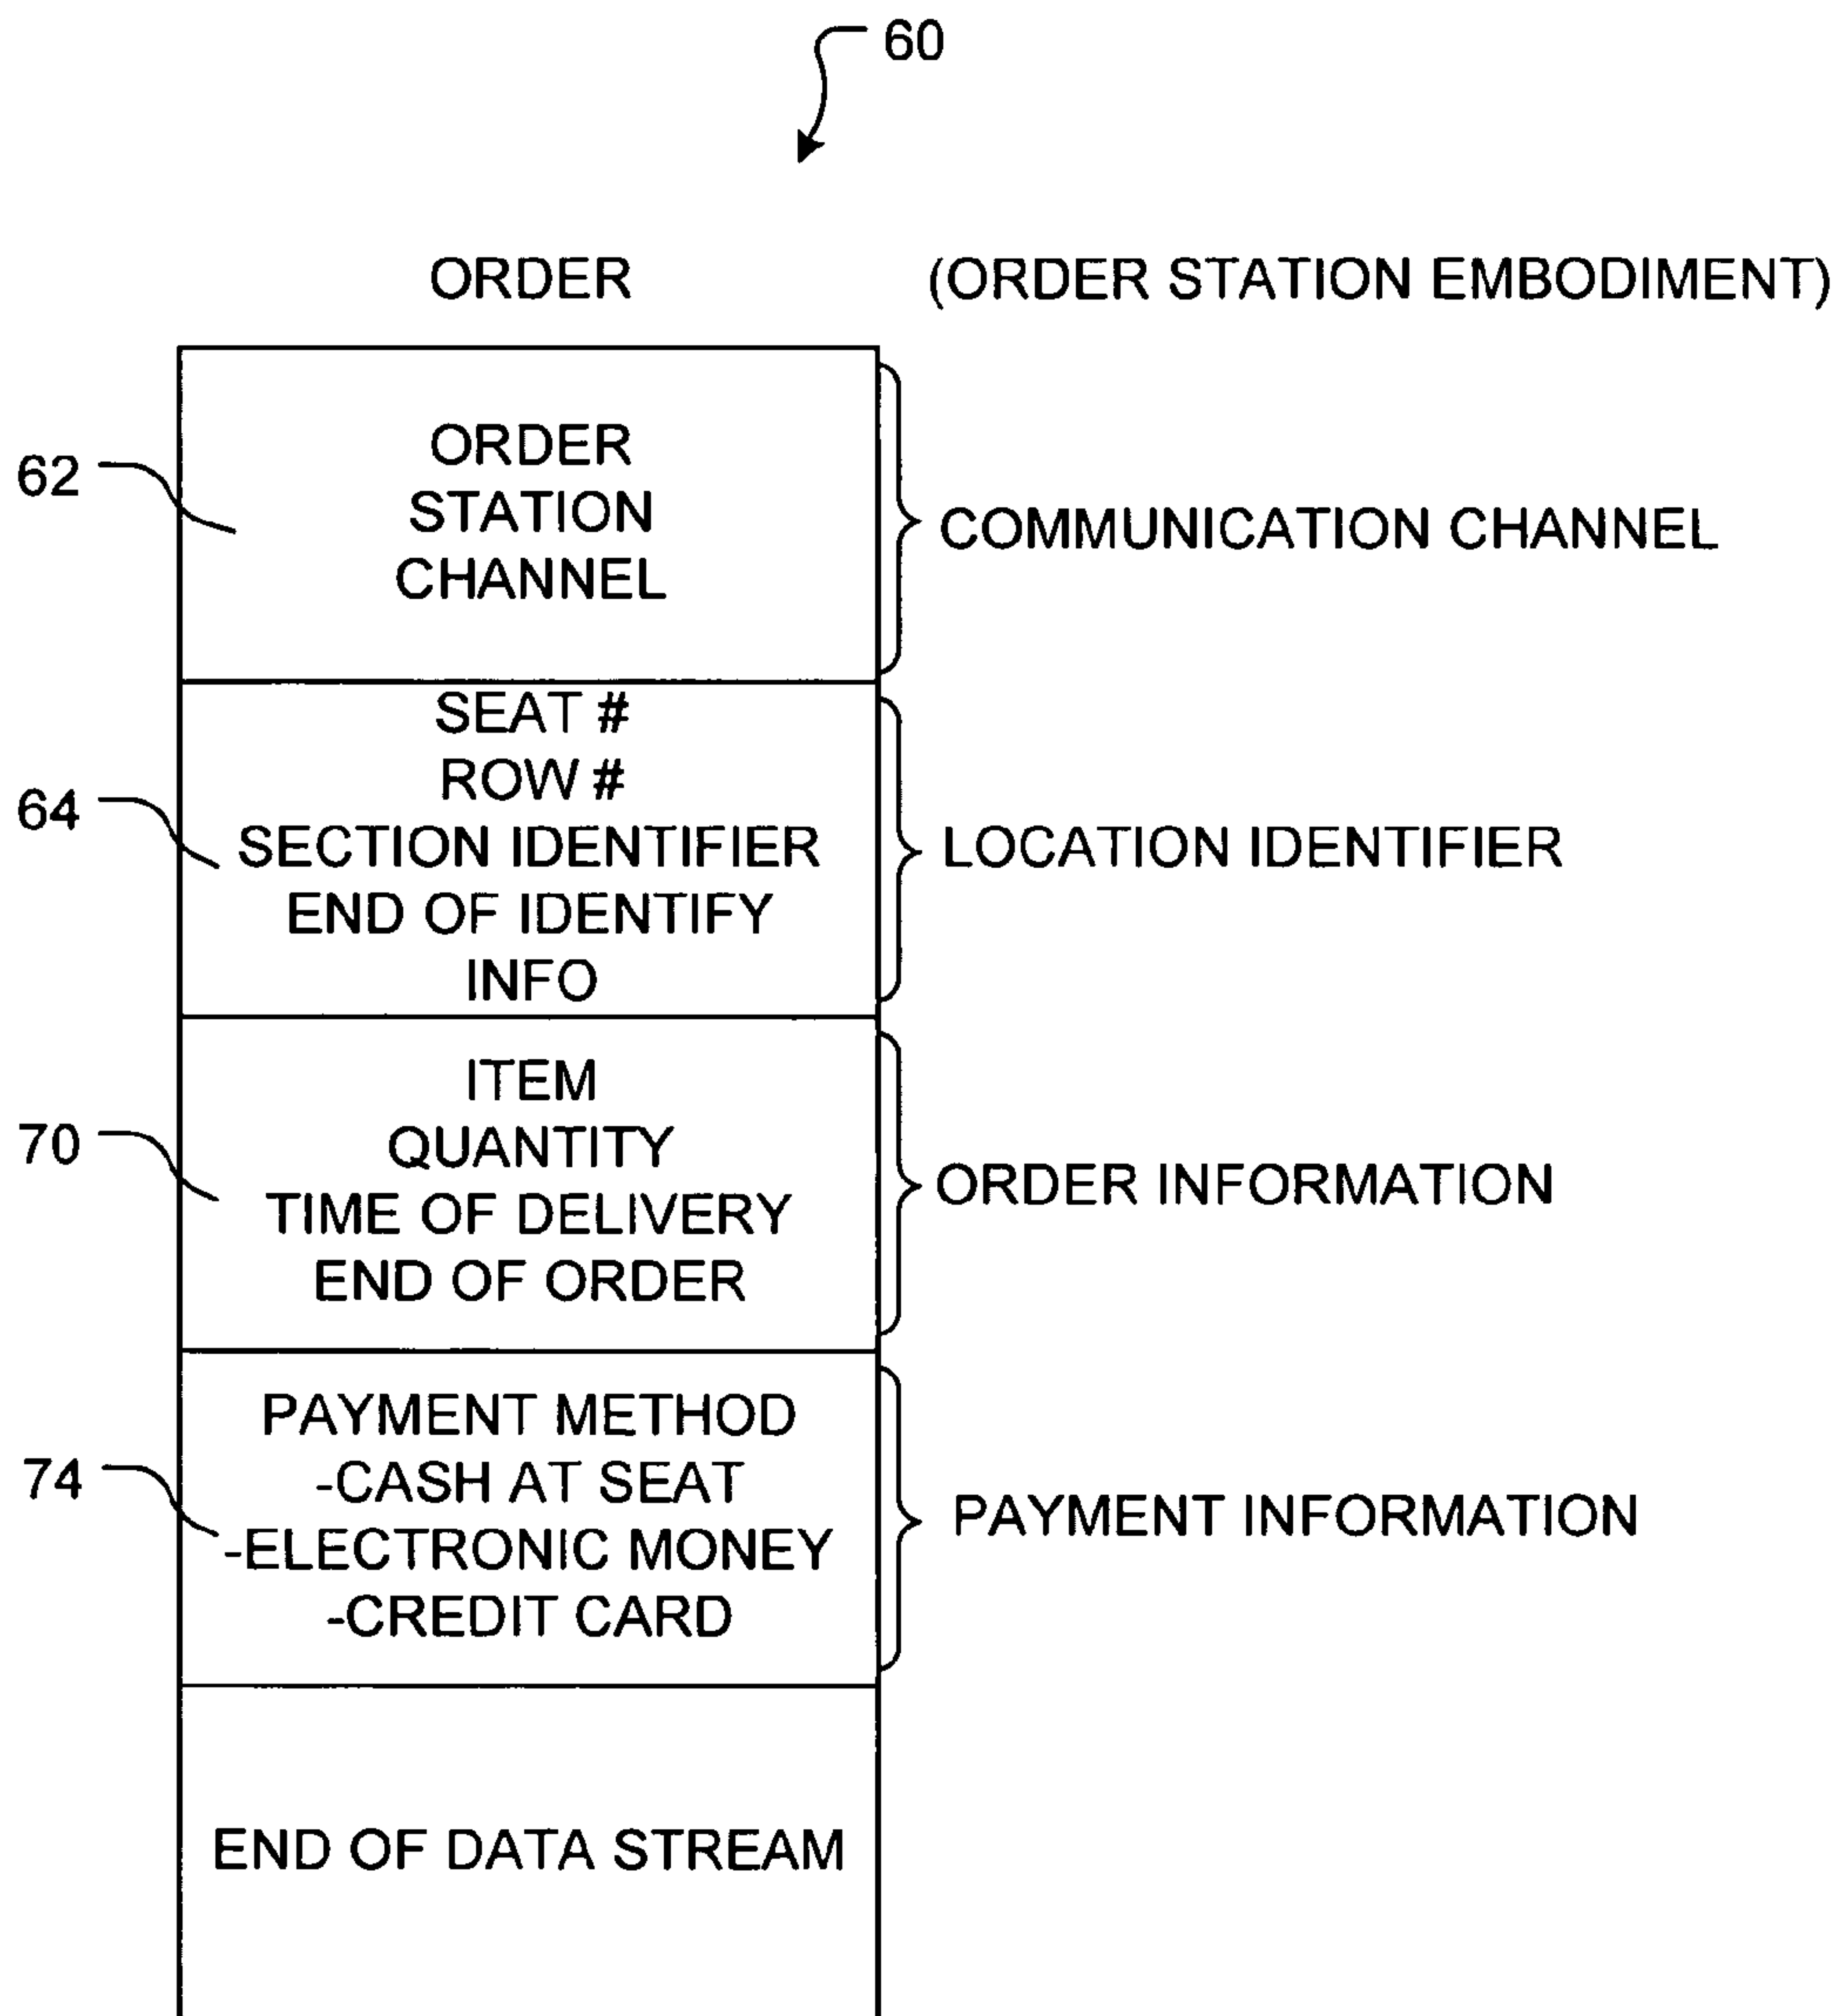 60
ORDER (ORDER STATION EMBODIMENT)
ORDER
STATION
CHANNEL
62
COMMUNICATION CHANNEL
SEAT #
ROW #
SECTION IDENTIFIER
END OF IDENTIFY
INFO
64
LOCATION IDENTIFIER
ITEM
QUANTITY
TIME OF DELIVERY
END OF ORDER
70
ORDER INFORMATION
PAYMENT METHOD
-CASH AT SEAT
-ELECTRONIC MONEY
-CREDIT CARD
74
PAYMENT INFORMATION
END OF DATA STREAM